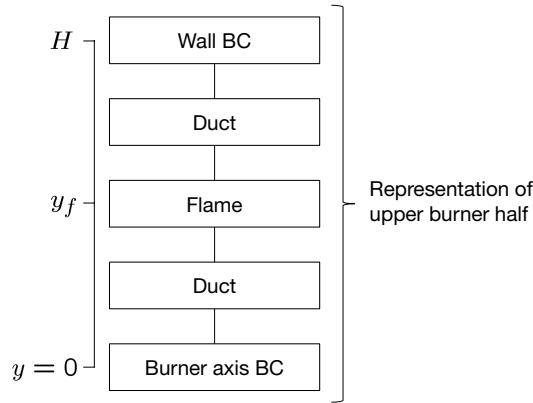 H
Wall BC
Duct
y_f
Flame
Representation of
upper burner half
Duct
y = 0
Burner axis BC